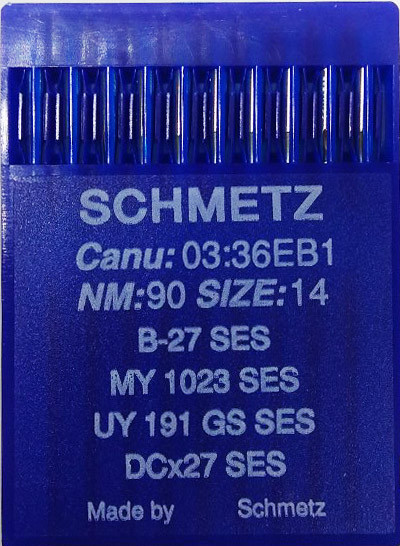 SCHMETZ
Canu: 03:36EB1
NM:90 SIZE:14
B-27 SES
MY 1023 SES
UY 191 GS SES
DCx27 SES
Made by Schmetz